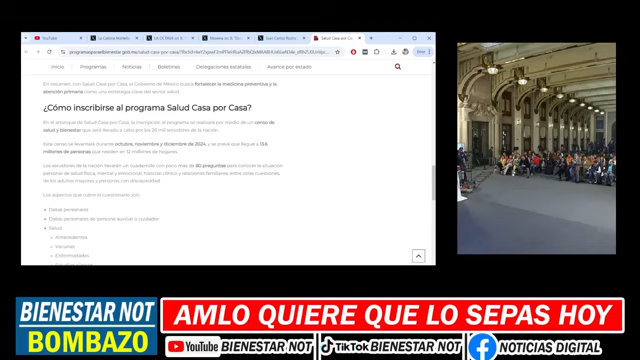 YouTube
Salud Casa por Casa
Inicio
Programas
Noticias
Boletines
Delegaciones estatales
Avance por estado
En resumen, con Salud Casa por Casa, el Gobierno de México busca fortalecer la medicina preventiva y la
atención primaria como una estrategia clave del sector salud.
¿Cómo inscribirse al programa Salud Casa por Casa?
En el arranque de Salud Casa por Casa, la inscripción al programa se realizará por medio de un censo de
salud y bienestar que será llevado a cabo por los 20 mil servidores de la nación.
Este censo se levantará durante octubre, noviembre y diciembre de 2024 y se prevé que llegue a 13.6
millones de personas que residen en 12 millones de hogares.
Los servidores de la nación llevarán un cuadernillo con poco más de 80 preguntas para conocer la situación
personal de salud física, mental y emocional; historial clínico y relaciones familiares, entre otras cuestiones,
de los adultos mayores y personas con discapacidad.
Los aspectos que cubre el cuestionario son:
Datos personales
Datos personales de persona auxiliar o cuidador
Salud
Antecedentes
Vacunas
Enfermedades
BIENESTAR NOT
BOMBAZO
AMLO QUIERE QUE LO SEPAS HOY
YouTube BIENESTAR NOT
TikTok BIENESTAR NOT
NOTICIAS DIGITAL